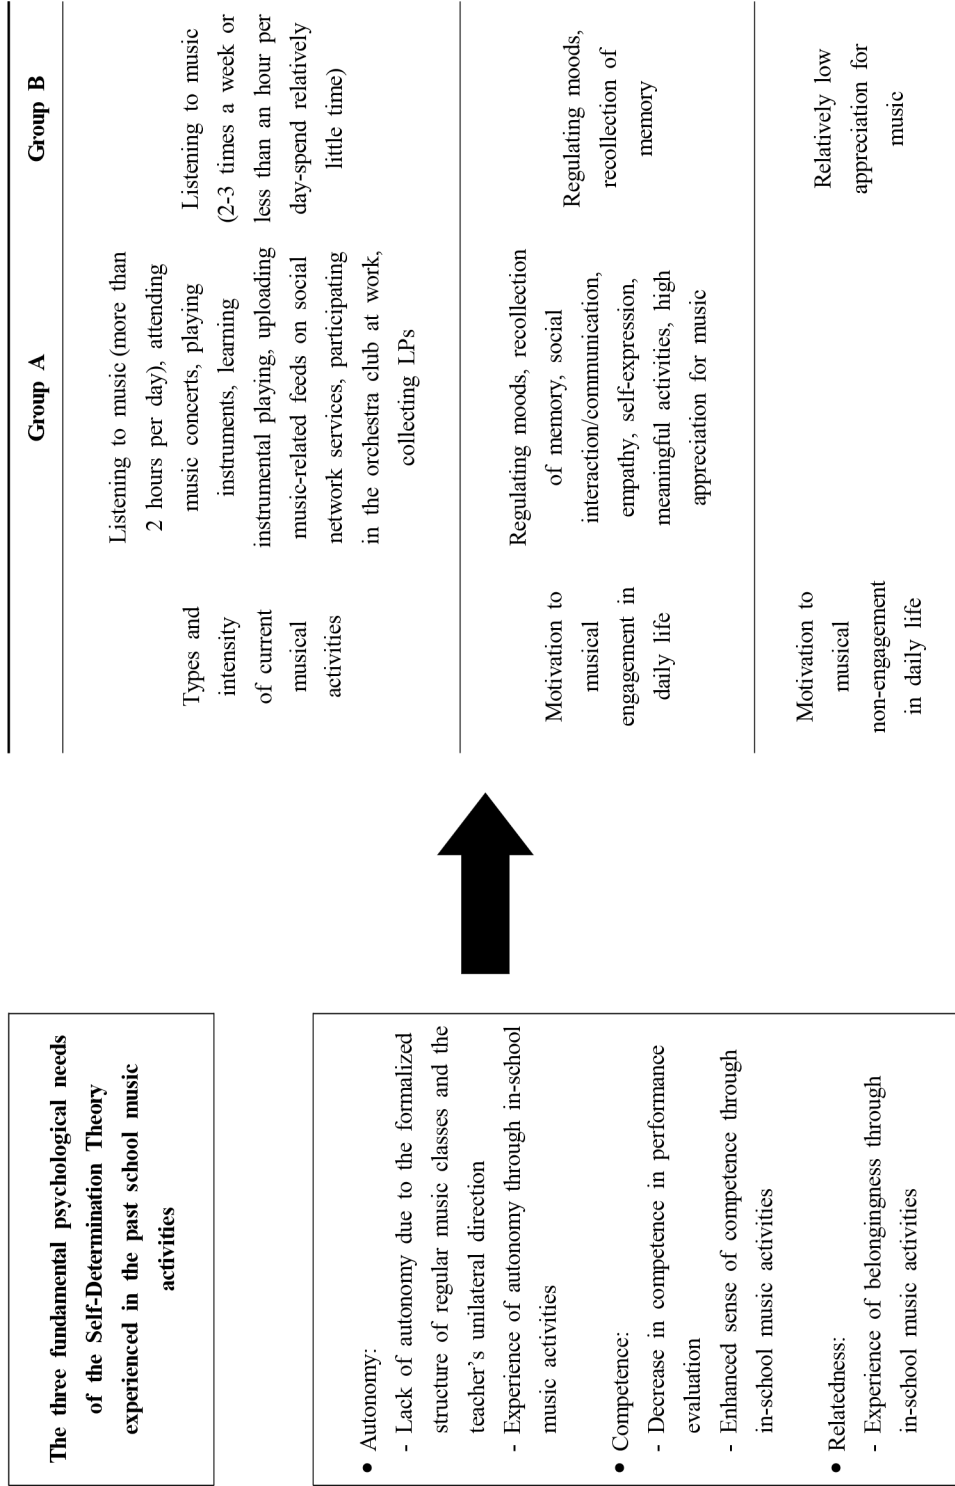 The three fundamental psychological needs
of the Self-Determination Theory
experienced in the past school music
activities
● Autonomy:
- Lack of autonomy due to the formalized
structure of regular music classes and the
teacher's unilateral direction
- Experience of autonomy through in-school
music activities
● Competence:
- Decrease in competence in performance
evaluation
- Enhanced sense of competence through
in-school music activities
● Relatedness:
- Experience of belongingness through
in-school music activities
Group A
Group B
Types and
intensity
of current
musical
activities
Listening to music (more than
2 hours per day), attending
music concerts, playing
instruments, learning
instrumental playing, uploading
music-related feeds on social
network services, participating
in the orchestra club at work,
collecting LPs
Listening to music
(2-3 times a week or
less than an hour per
day-spend relatively
little time)
Motivation to
musical
engagement in
daily life
Regulating moods, recollection
of memory, social
interaction/communication,
empathy, self-expression,
meaningful activities, high
appreciation for music
Regulating moods,
recollection of
memory
Motivation to
musical
non-engagement
in daily life
Relatively low
appreciation for
music